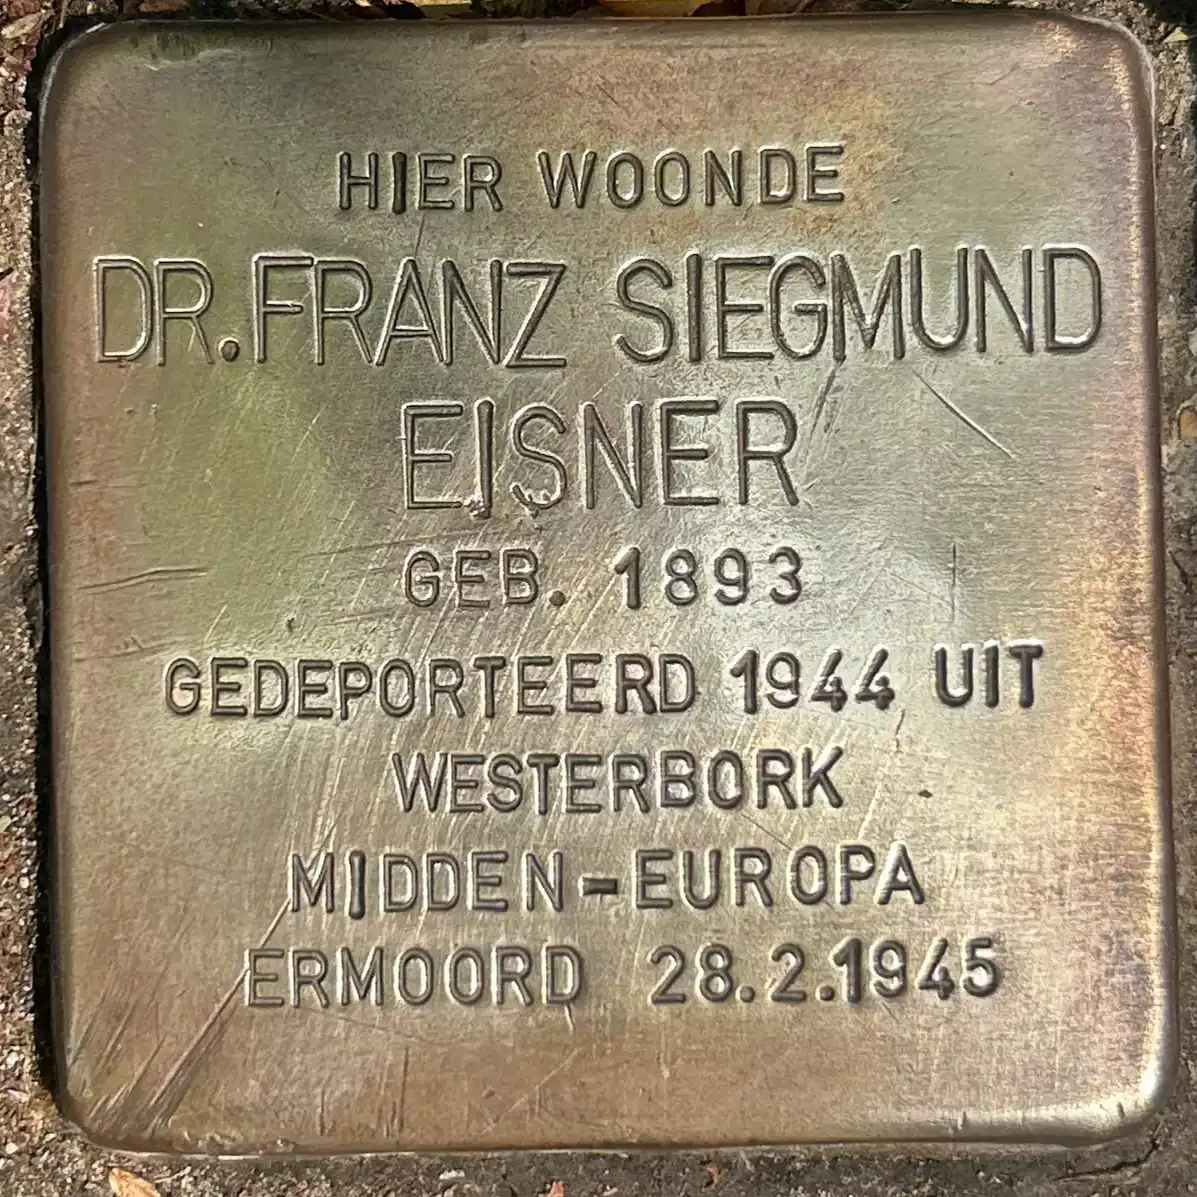 HIER WOONDE
DR.FRANZ SIEGMUND
EISNER
GEB. 1893
GEDEPORTEERD 1944 UIT
WESTERBORK
MIDDEN-EUROPA
ERMOORD 28.2.1945